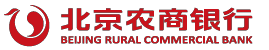 北京农商银行
BEIJING RURAL COMMERCIAL BANK